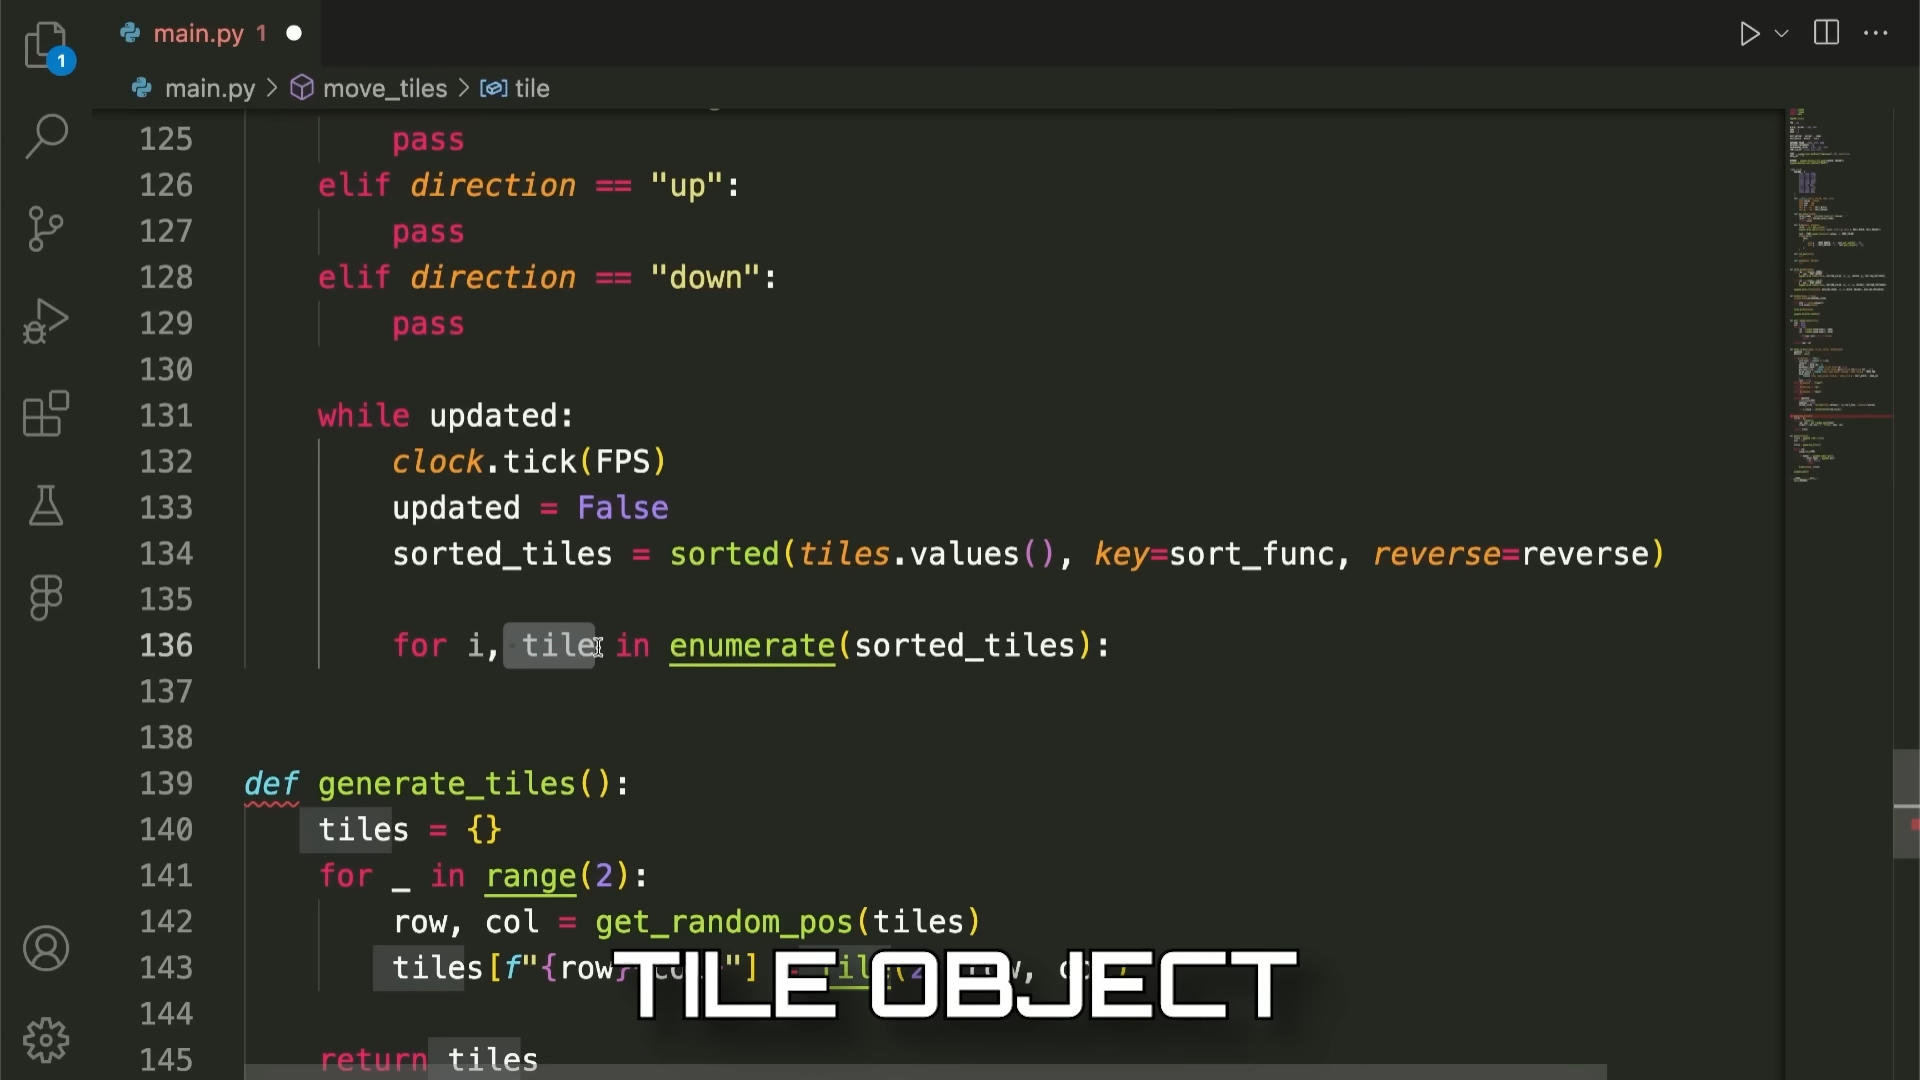 1
main.py 1
main.py > move_tiles > tile
125 pass
126 elif direction == "up":
127 pass
128 elif direction == "down":
129 pass
130
131 while updated:
132 clock.tick(FPS)
133 updated = False
134 sorted_tiles = sorted(tiles.values(), key=sort_func, reverse=reverse)
135
136 for i, tile in enumerate(sorted_tiles):
137
138
139 def generate_tiles():
140 tiles = {}
141 for _ in range(2):
142 row, col = get_random_pos(tiles)
143 tiles[f"{row}
TILE OBJECT
144
145 return tiles